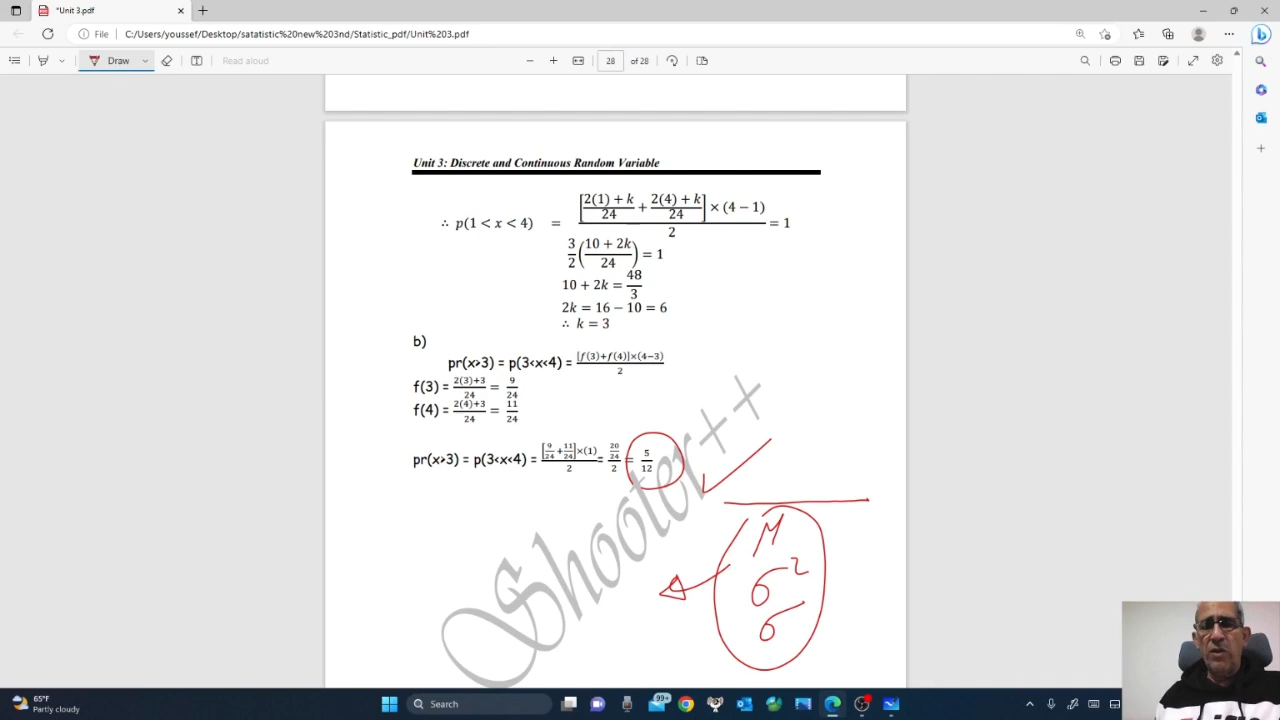 *Unit 3.pdf
File C:/Users/youssef/Desktop/satatistic%20new%203nd/Statistic_pdf/Unit%203.pdf
Draw Read aloud 28 of 28
Unit 3: Discrete and Continuous Random Variable
∴ p(1 < x < 4) = [2(1) + k/24 + 2(4) + k/24] × (4 − 1)/2 = 1
3/2 (10 + 2k/24) = 1
10 + 2k = 48/3
2k = 16 − 10 = 6
∴ k = 3
b)
pr(x>3) = p(3<x<4) = [f(3)+f(4)]×(4−3)/2
f(3) = 2(3)+3/24 = 9/24
f(4) = 2(4)+3/24 = 11/24
pr(x>3) = p(3<x<4) = [9/24 + 11/24]×(1)/2 = 20/24/2 = 5/12
Shooter++
M
σ²
σ
65°F
Partly cloudy
Search
99+